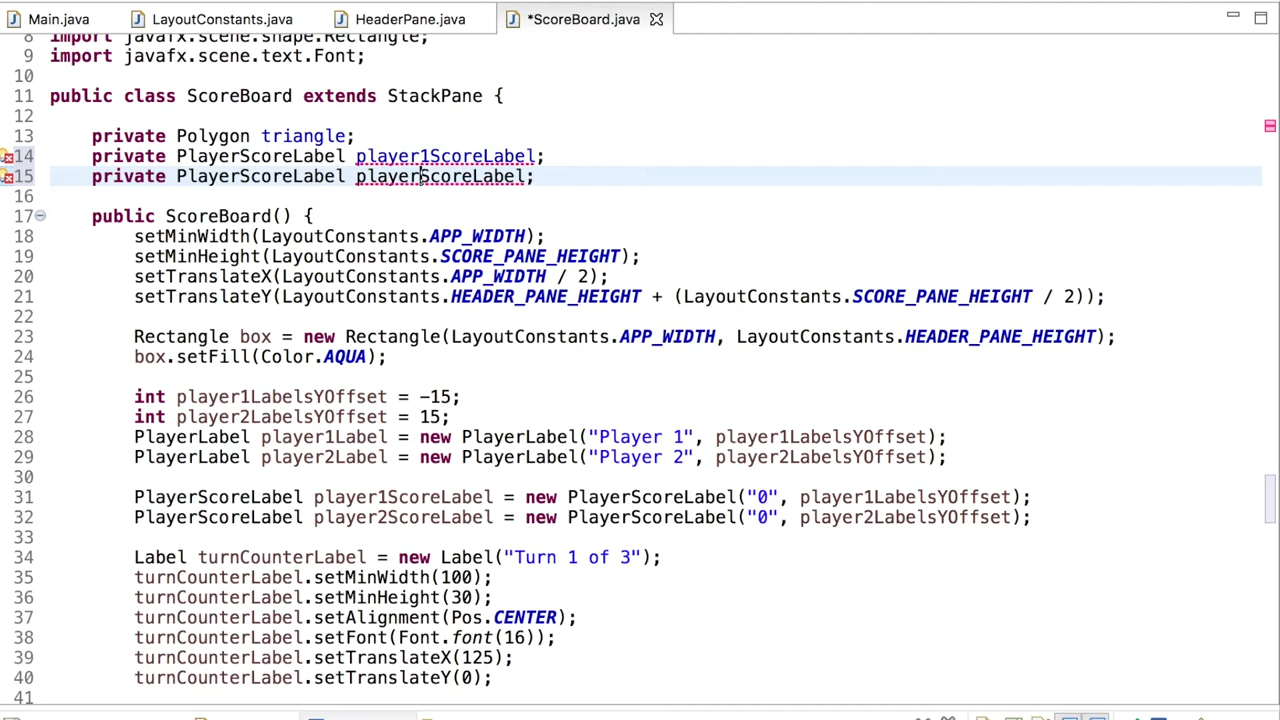 Main.java LayoutConstants.java HeaderPane.java *ScoreBoard.java
8 import javafx.scene.shape.Rectangle;
9 import javafx.scene.text.Font;
10
11 public class ScoreBoard extends StackPane {
12
13 private Polygon triangle;
14 private PlayerScoreLabel player1ScoreLabel;
15 private PlayerScoreLabel playerScoreLabel;
16
17 public ScoreBoard() {
18 setMinWidth(LayoutConstants.APP_WIDTH);
19 setMinHeight(LayoutConstants.SCORE_PANE_HEIGHT);
20 setTranslateX(LayoutConstants.APP_WIDTH / 2);
21 setTranslateY(LayoutConstants.HEADER_PANE_HEIGHT + (LayoutConstants.SCORE_PANE_HEIGHT / 2));
22
23 Rectangle box = new Rectangle(LayoutConstants.APP_WIDTH, LayoutConstants.HEADER_PANE_HEIGHT);
24 box.setFill(Color.AQUA);
25
26 int player1LabelsYOffset = -15;
27 int player2LabelsYOffset = 15;
28 PlayerLabel player1Label = new PlayerLabel("Player 1", player1LabelsYOffset);
29 PlayerLabel player2Label = new PlayerLabel("Player 2", player2LabelsYOffset);
30
31 PlayerScoreLabel player1ScoreLabel = new PlayerScoreLabel("0", player1LabelsYOffset);
32 PlayerScoreLabel player2ScoreLabel = new PlayerScoreLabel("0", player2LabelsYOffset);
33
34 Label turnCounterLabel = new Label("Turn 1 of 3");
35 turnCounterLabel.setMinWidth(100);
36 turnCounterLabel.setMinHeight(30);
37 turnCounterLabel.setAlignment(Pos.CENTER);
38 turnCounterLabel.setFont(Font.font(16));
39 turnCounterLabel.setTranslateX(125);
40 turnCounterLabel.setTranslateY(0);
41